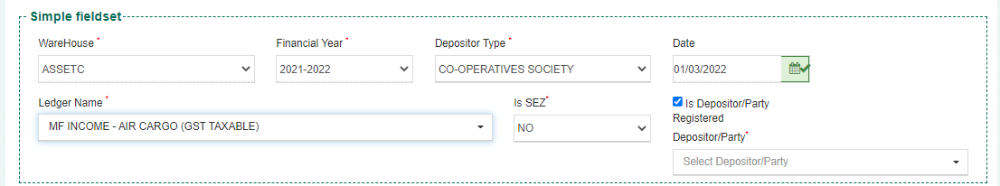 Simple fieldset
WareHouse *
Financial Year *
Depositor Type *
Date
ASSETC
2021-2022
CO-OPERATIVES SOCIETY
01/03/2022
Ledger Name *
Is SEZ*
Is Depositor/Party
Registered
MF INCOME - AIR CARGO (GST TAXABLE)
NO
Depositor/Party*
Select Depositor/Party